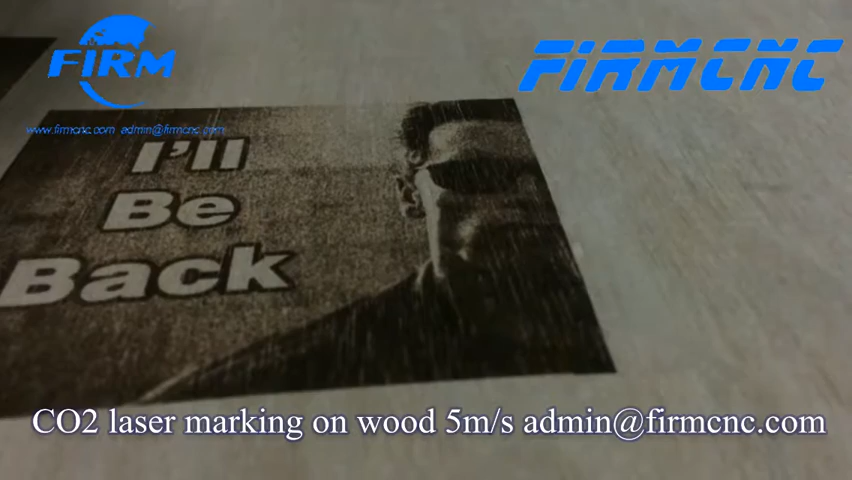 FIRM
FIRMCNC
www.firmcnc.com admin@firmcnc.com
I'll
Be
Back
CO2 laser marking on wood 5m/s admin@firmcnc.com